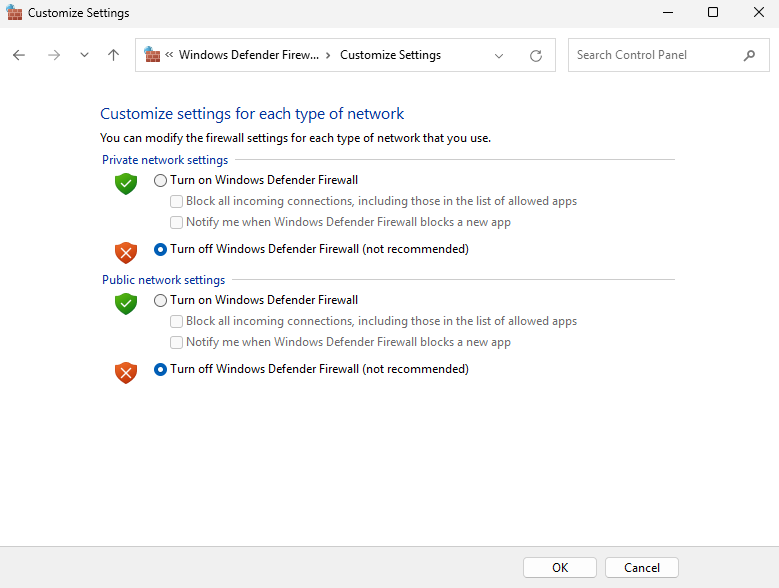 Customize Settings
« Windows Defender Firew... › Customize Settings
Search Control Panel
Customize settings for each type of network
You can modify the firewall settings for each type of network that you use.
Private network settings
Turn on Windows Defender Firewall
Block all incoming connections, including those in the list of allowed apps
Notify me when Windows Defender Firewall blocks a new app
Turn off Windows Defender Firewall (not recommended)
Public network settings
Turn on Windows Defender Firewall
Block all incoming connections, including those in the list of allowed apps
Notify me when Windows Defender Firewall blocks a new app
Turn off Windows Defender Firewall (not recommended)
OK Cancel